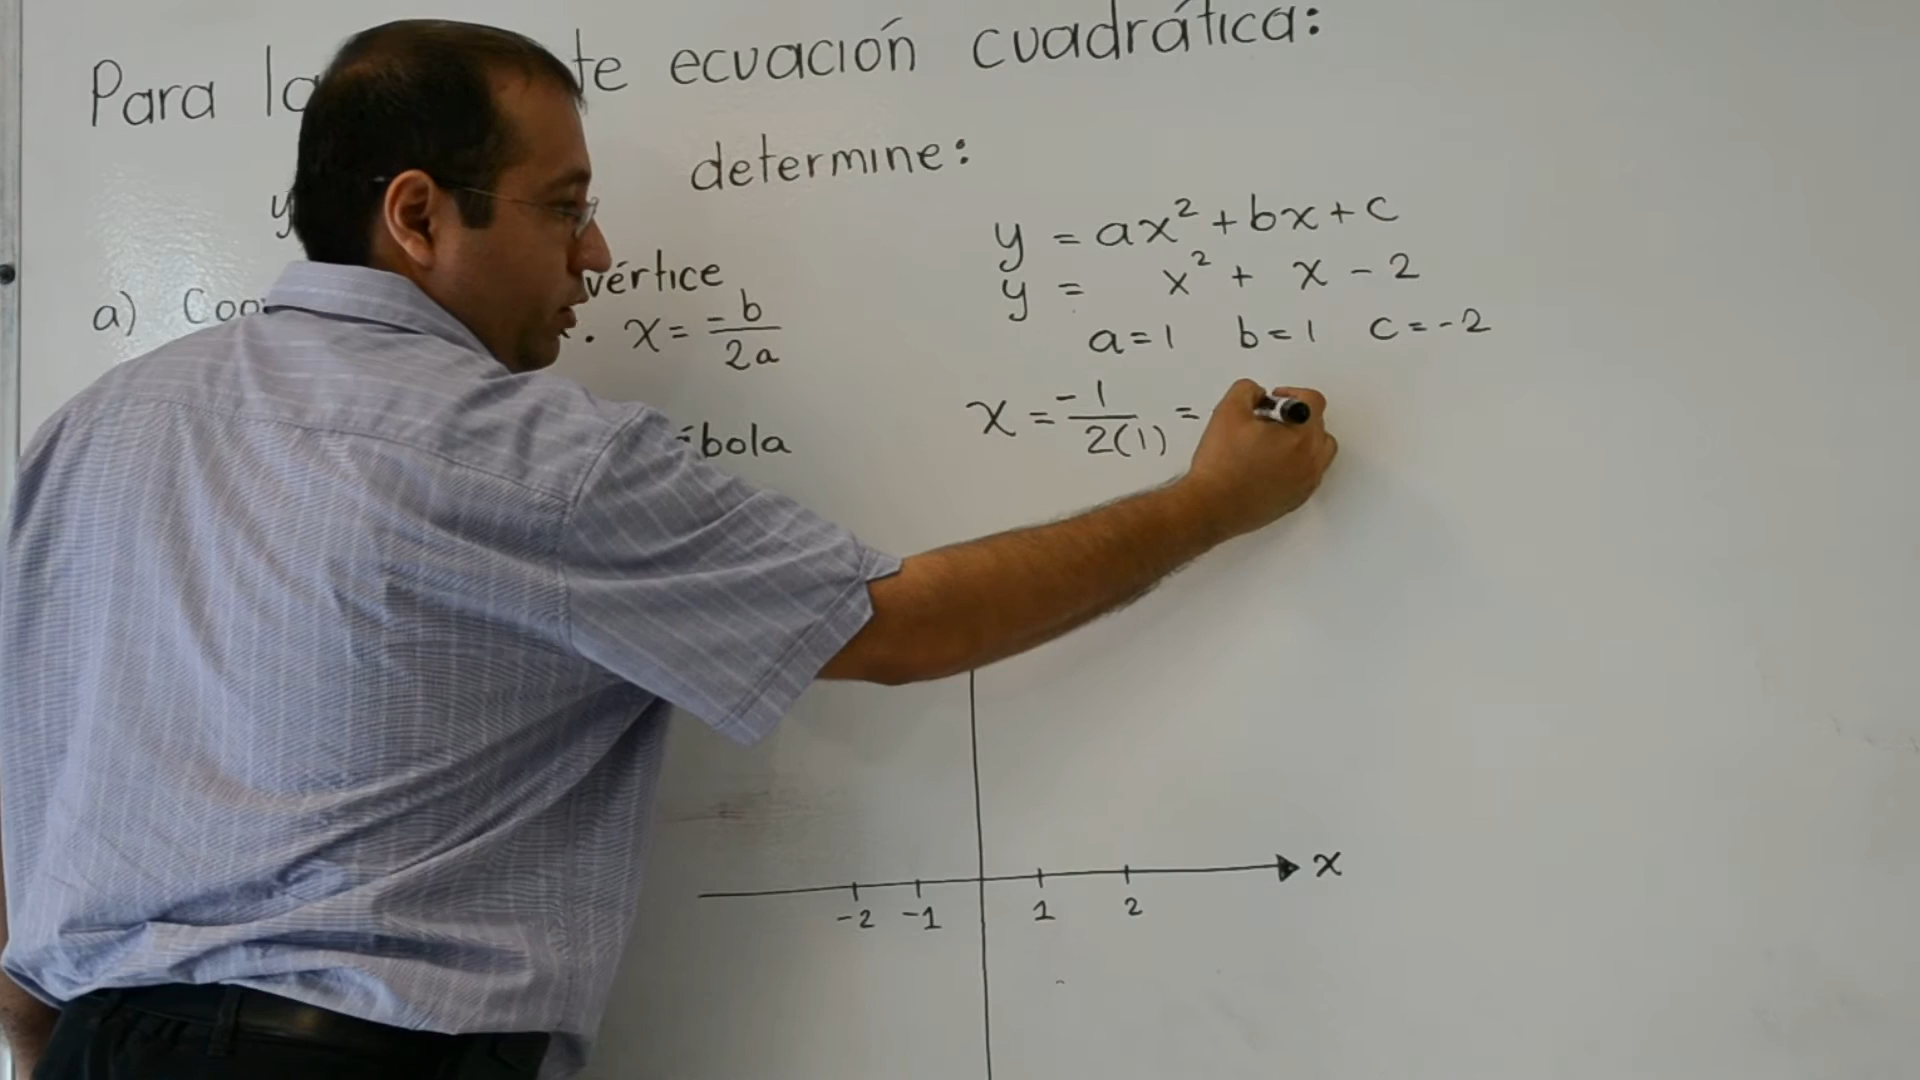 Para la te ecuación cuadrática:
y determine:
a) Coo vértice
x = -b/2a
bola
y = ax² + bx + c
y = x² + x - 2
a = 1 b = 1 c = -2
x = -1/2(1) =
x
-2 -1 1 2